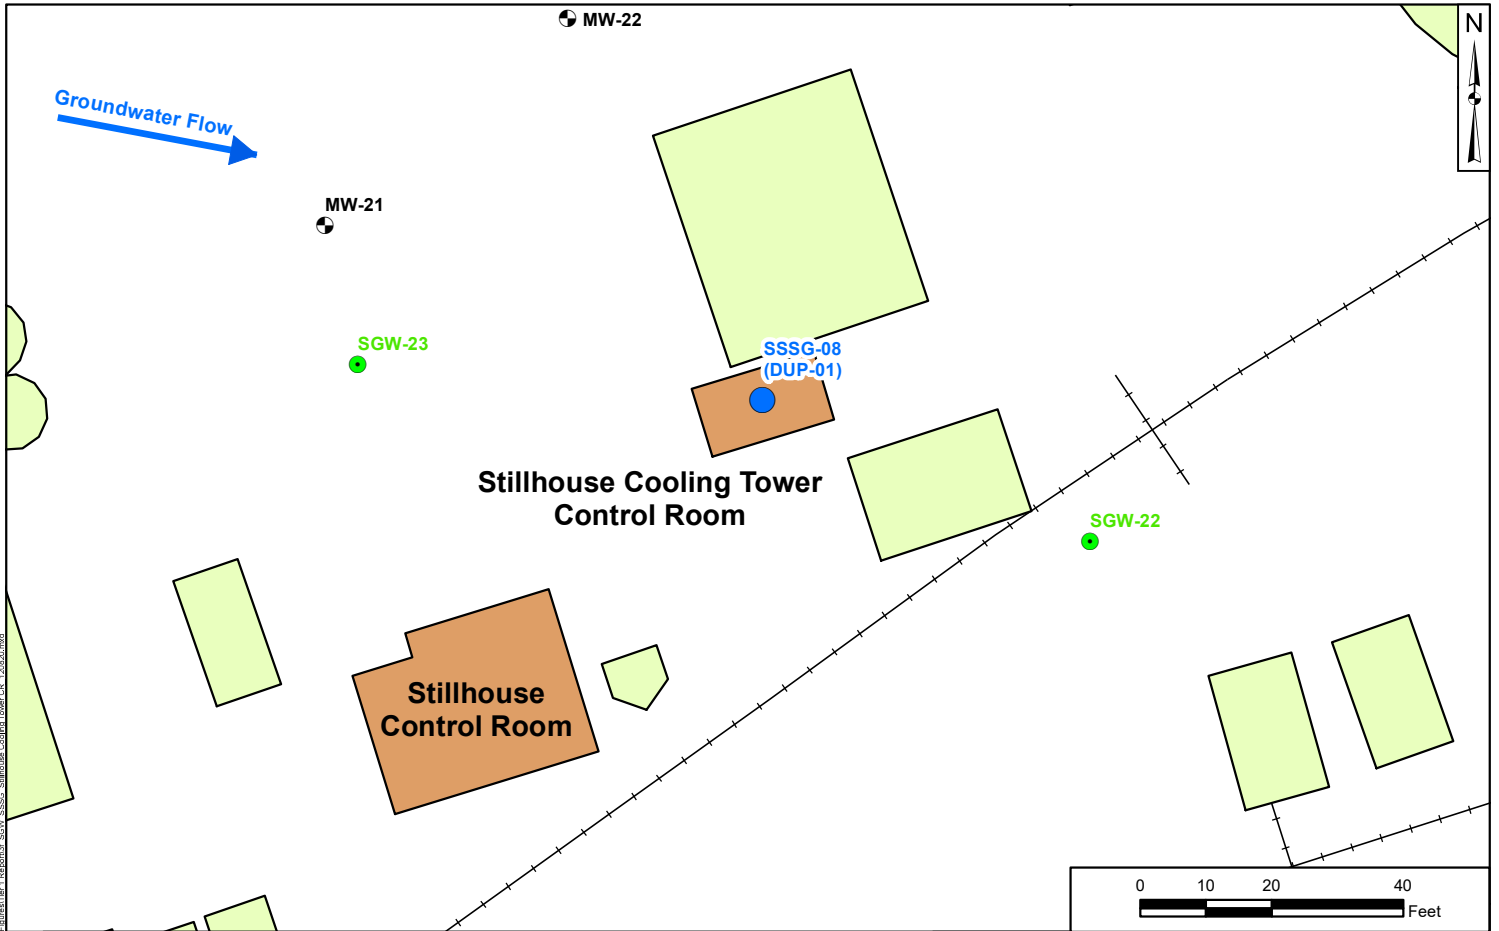 MW-22
N
Groundwater Flow
MW-21
SGW-23
SSSG-08
(DUP-01)
Stillhouse Cooling Tower
Control Room
SGW-22
Stillhouse
Control Room
0 10 20 40
Feet